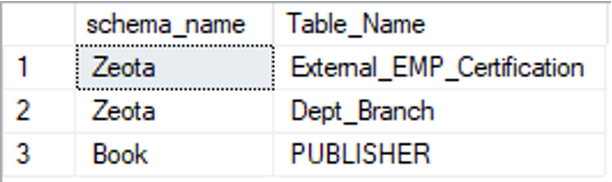 schema_name Table_Name
1 Zeota External_EMP_Certification
2 Zeota Dept_Branch
3 Book PUBLISHER